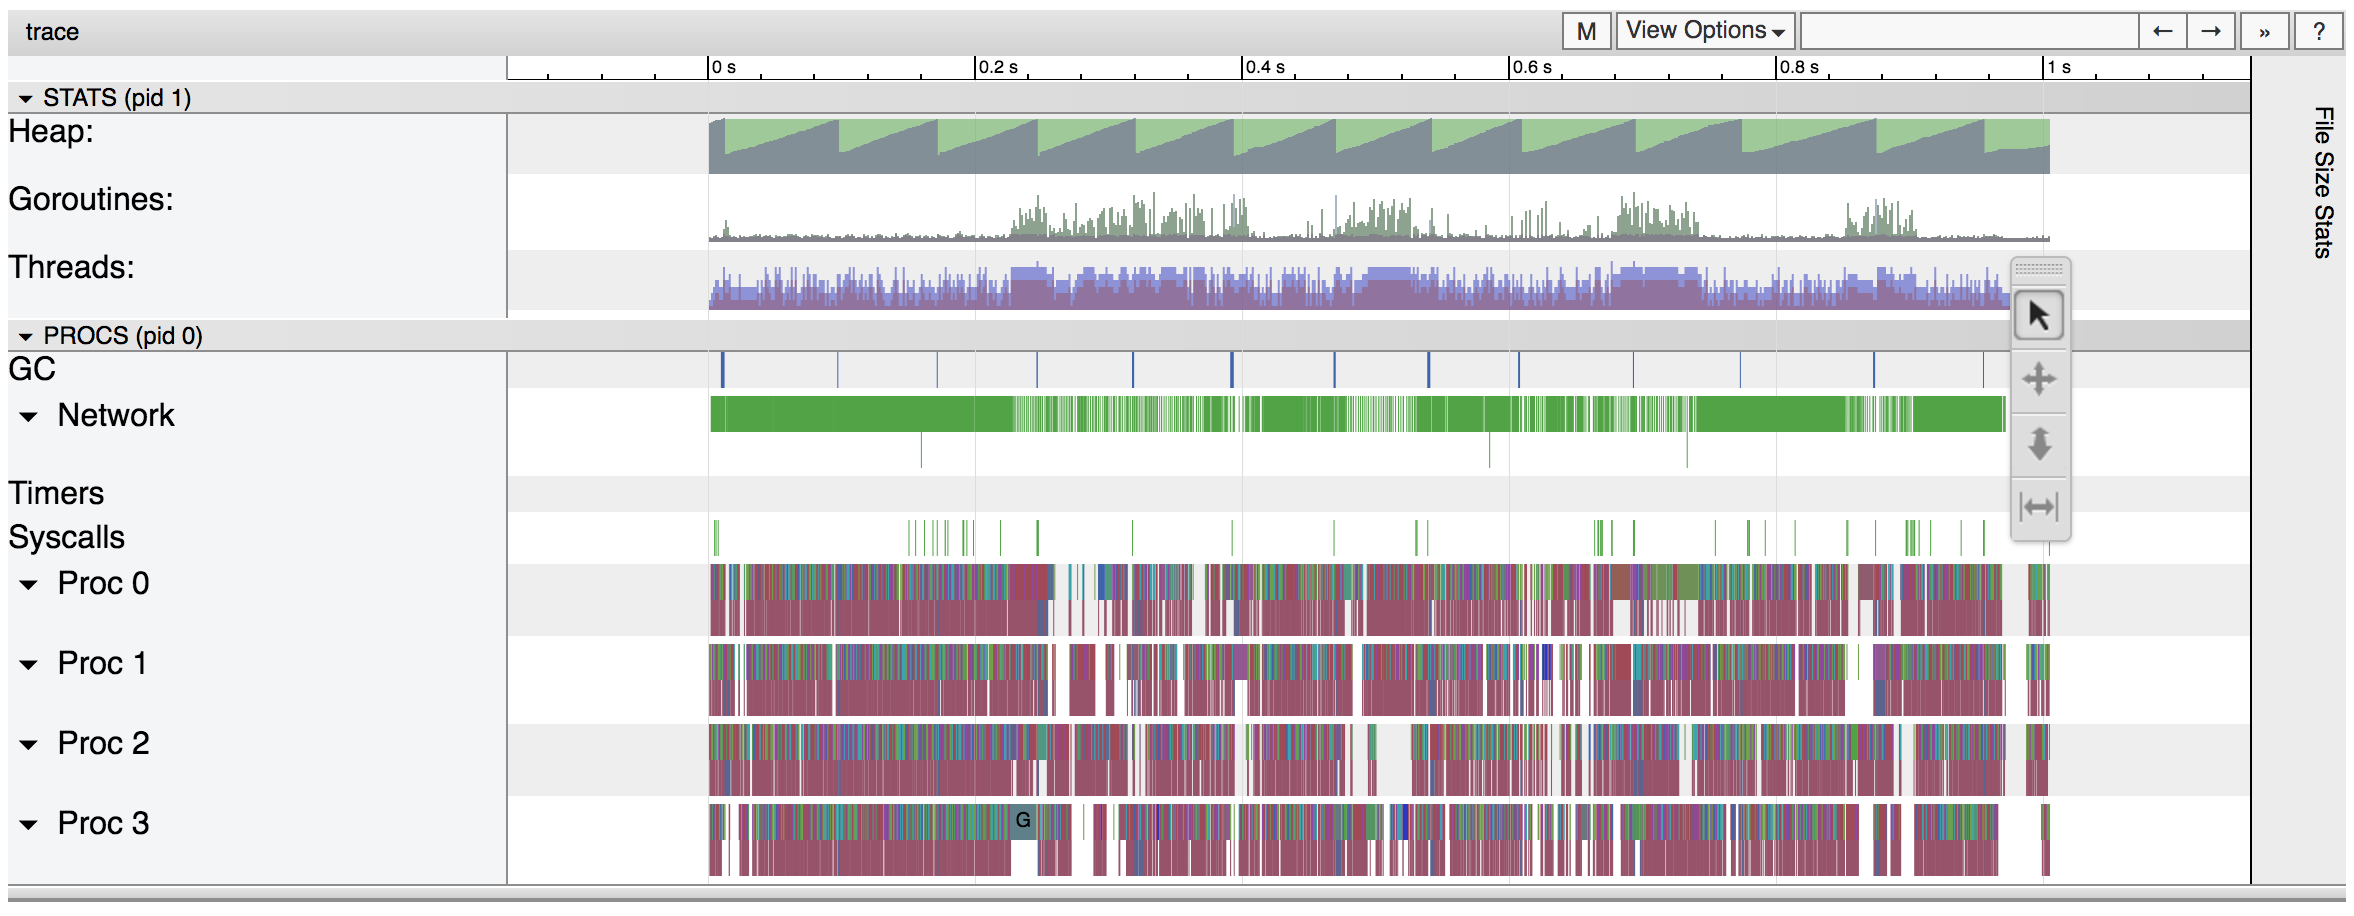 trace
M
View Options
←
→
»
?
0 s
0.2 s
0.4 s
0.6 s
0.8 s
1 s
STATS (pid 1)
Heap:
Goroutines:
Threads:
PROCS (pid 0)
GC
Network
Timers
Syscalls
Proc 0
Proc 1
Proc 2
Proc 3
G
File Size Stats